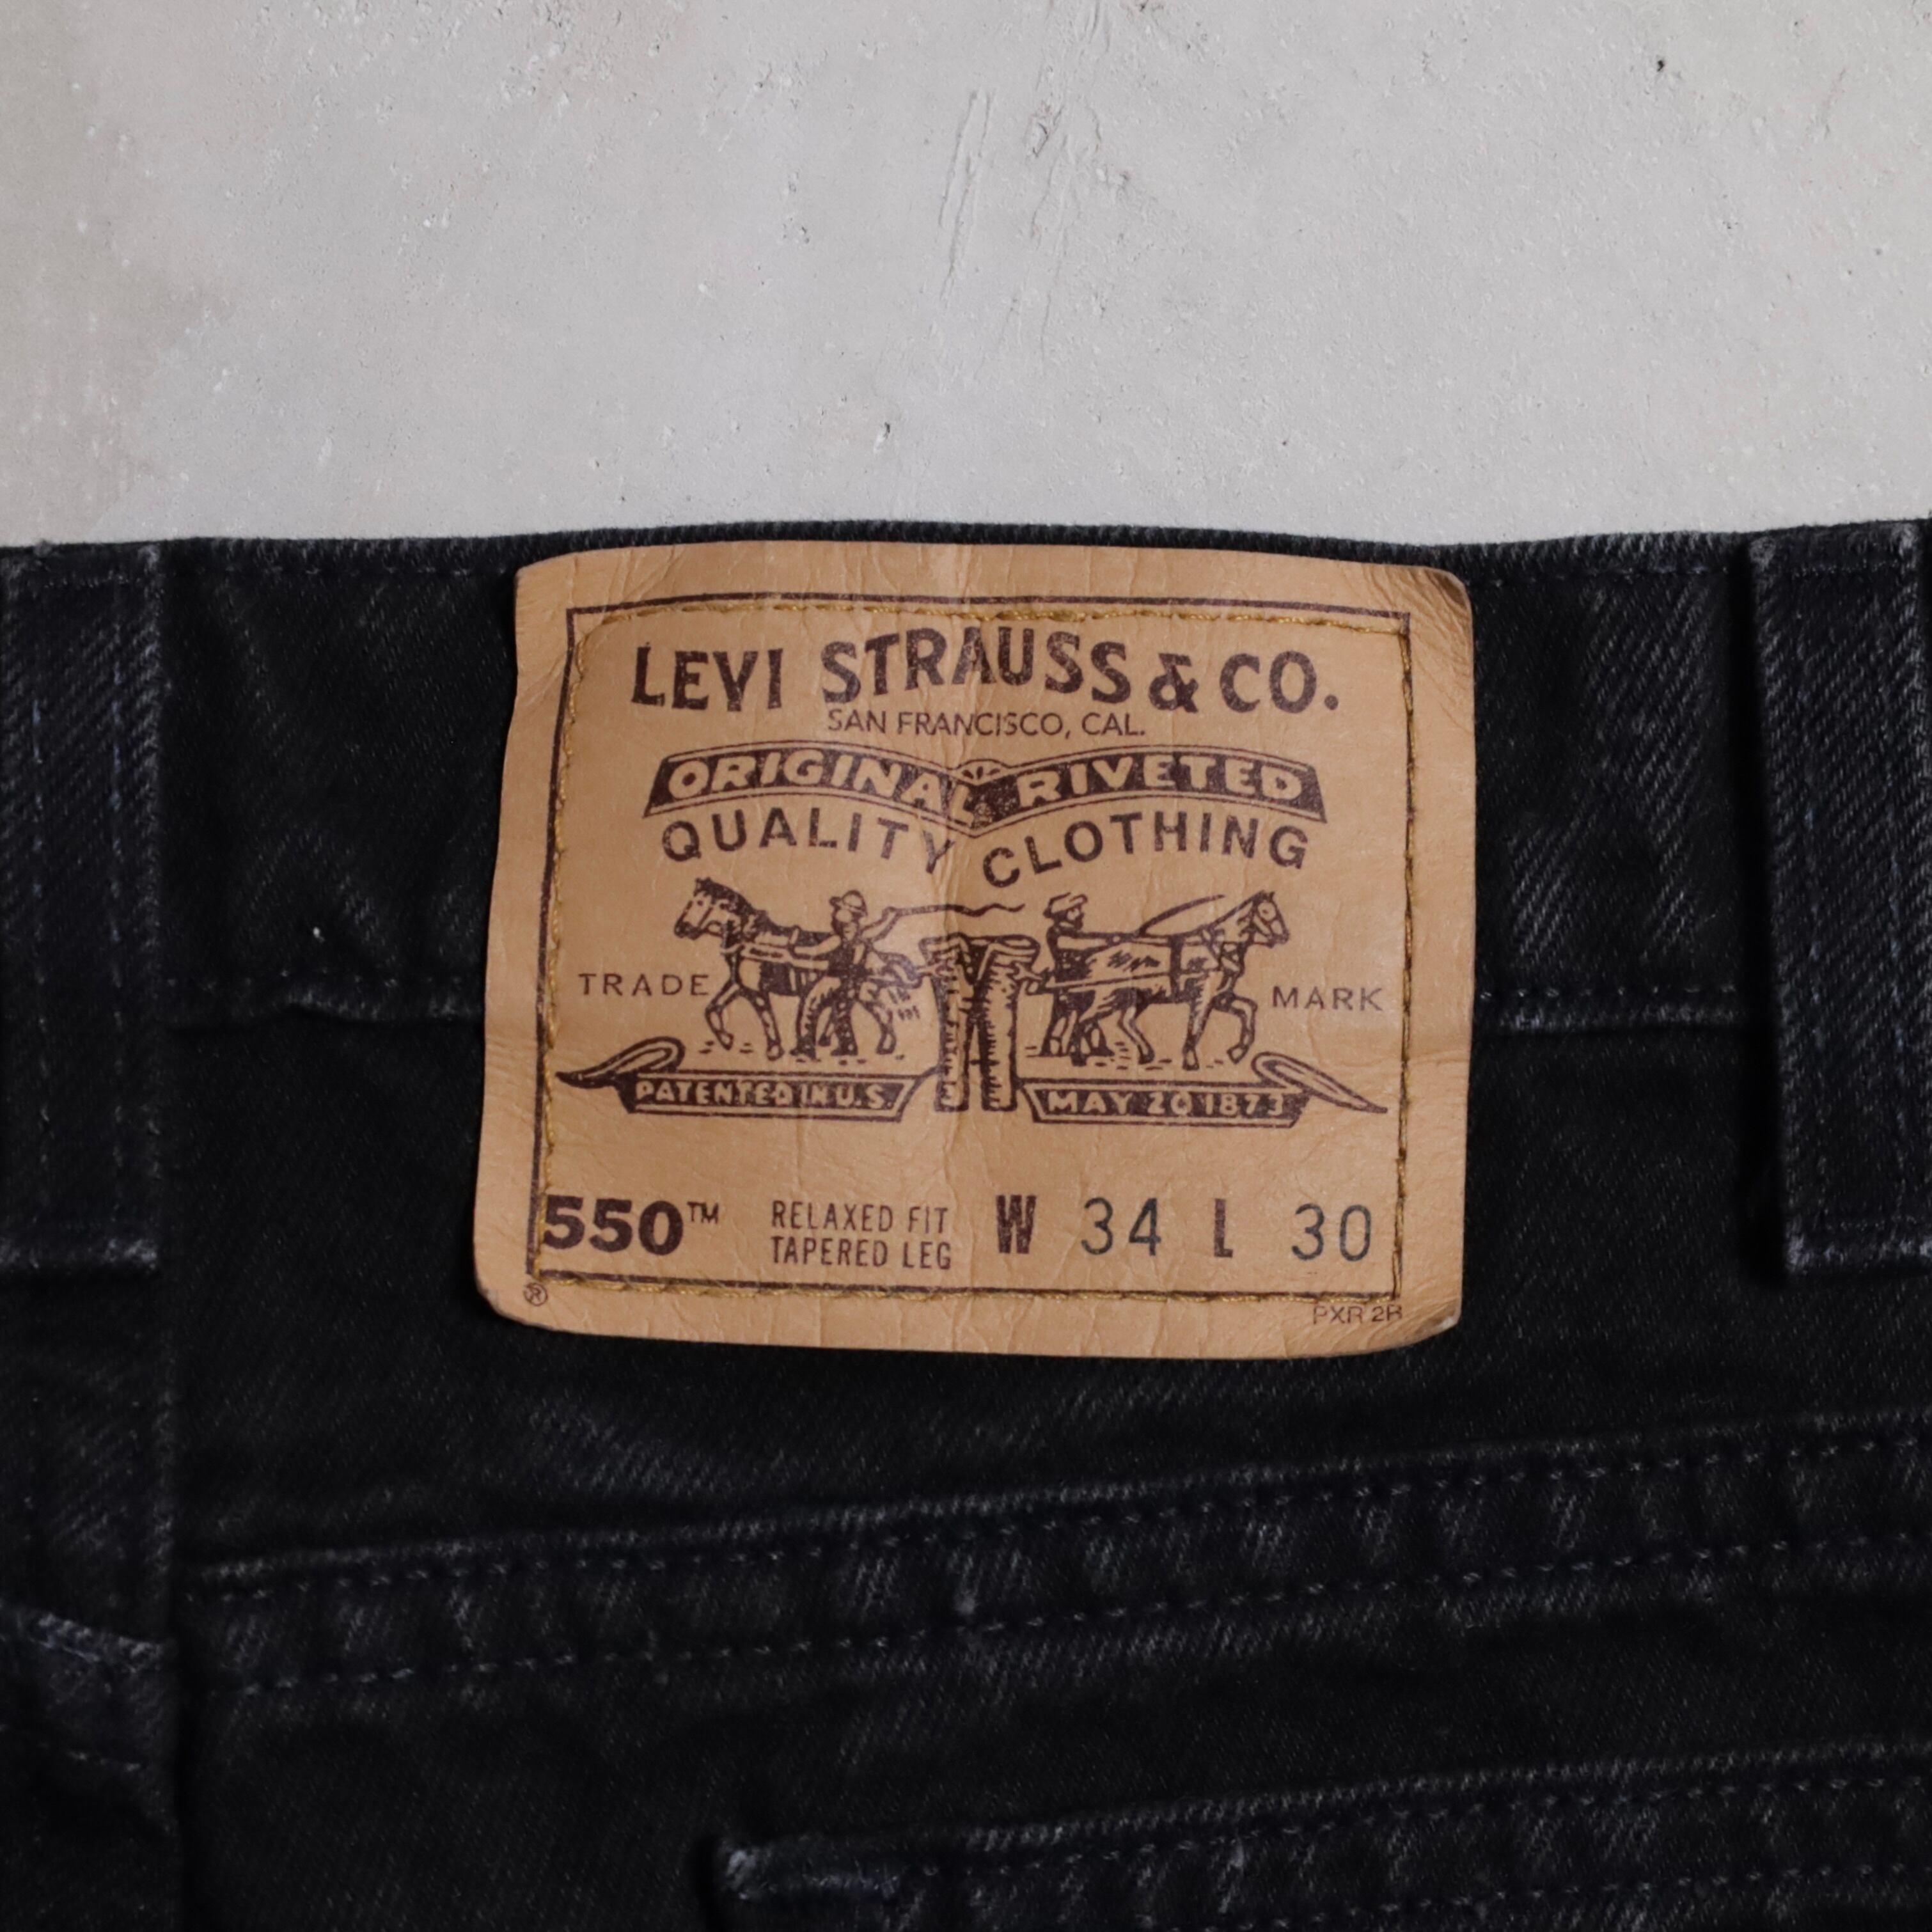 LEVI STRAUSS & CO.
SAN FRANCISCO, CAL.
ORIGINAL RIVETED
QUALITY CLOTHING
TRADE MARK
PATENTED IN U.S. MAY 20 1873
550™ RELAXED FIT TAPERED LEG W 34 L 30
® PXR 2R